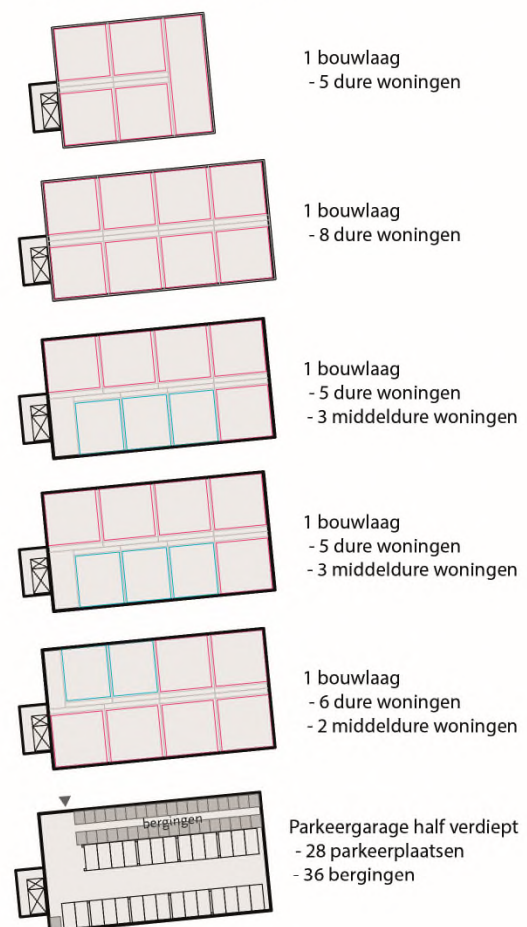 1 bouwlaag
- 5 dure woningen
1 bouwlaag
- 8 dure woningen
1 bouwlaag
- 5 dure woningen
- 3 middeldure woningen
1 bouwlaag
- 5 dure woningen
- 3 middeldure woningen
1 bouwlaag
- 6 dure woningen
- 2 middeldure woningen
bergingen
Parkeergarage half verdiept
- 28 parkeerplaatsen
- 36 bergingen